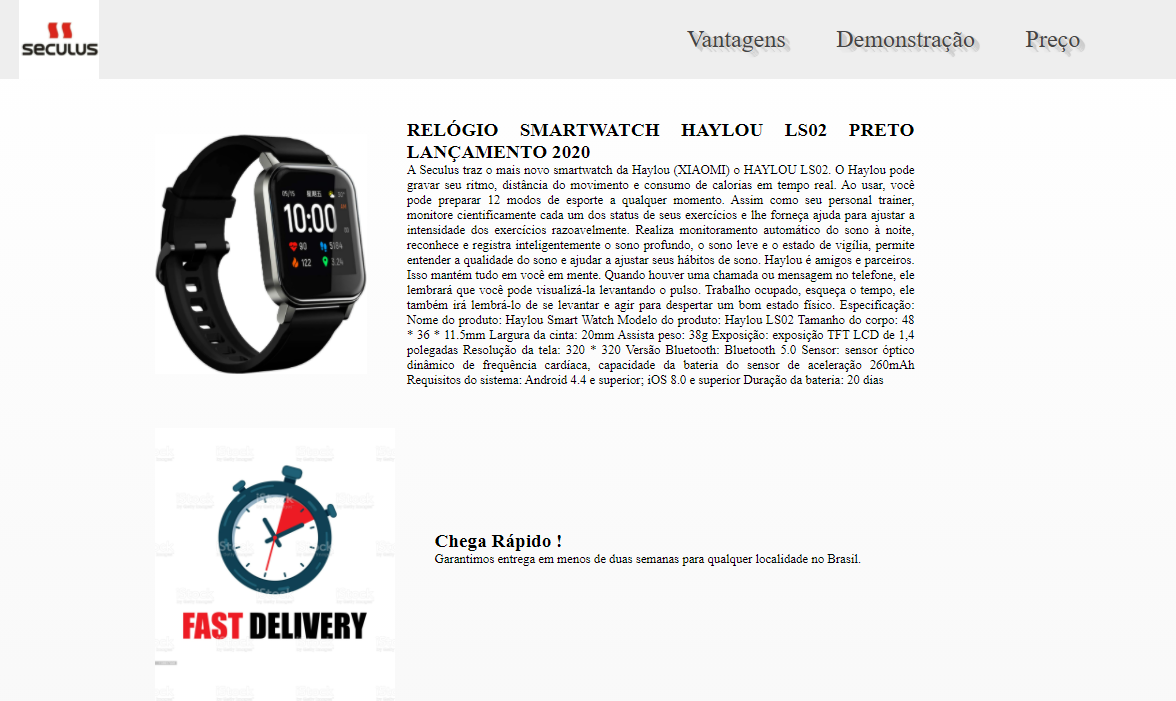 SECULUS
Vantagens Demonstração Preço
RELÓGIO SMARTWATCH HAYLOU LS02 PRETO
LANÇAMENTO 2020
A Seculus traz o mais novo smartwatch da Haylou (XIAOMI) o HAYLOU LS02. O Haylou pode
gravar seu ritmo, distância do movimento e consumo de calorias em tempo real. Ao usar, você
pode preparar 12 modos de esporte a qualquer momento. Assim como seu personal trainer,
monitore cientificamente cada um dos status de seus exercícios e lhe forneça ajuda para ajustar a
intensidade dos exercícios razoavelmente. Realiza monitoramento automático do sono à noite,
reconhece e registra inteligentemente o sono profundo, o sono leve e o estado de vigília, permite
entender a qualidade do sono e ajudar a ajustar seus hábitos de sono. Haylou é amigos e parceiros.
Isso mantém tudo em você em mente. Quando houver uma chamada ou mensagem no telefone, ele
lembrará que você pode visualizá-la levantando o pulso. Trabalho ocupado, esqueça o tempo, ele
também irá lembrá-lo de se levantar e agir para despertar um bom estado físico. Especificação:
Nome do produto: Haylou Smart Watch Modelo do produto: Haylou LS02 Tamanho do corpo: 48
* 36 * 11.5mm Largura da cinta: 20mm Assista peso: 38g Exposição: exposição TFT LCD de 1,4
polegadas Resolução da tela: 320 * 320 Versão Bluetooth: Bluetooth 5.0 Sensor: sensor óptico
dinâmico de frequência cardíaca, capacidade da bateria do sensor de aceleração 260mAh
Requisitos do sistema: Android 4.4 e superior; iOS 8.0 e superior Duração da bateria: 20 dias
05/15 星期五
10:00
90 5184
122 3.24
iStock
FAST DELIVERY
Chega Rápido !
Garantimos entrega em menos de duas semanas para qualquer localidade no Brasil.